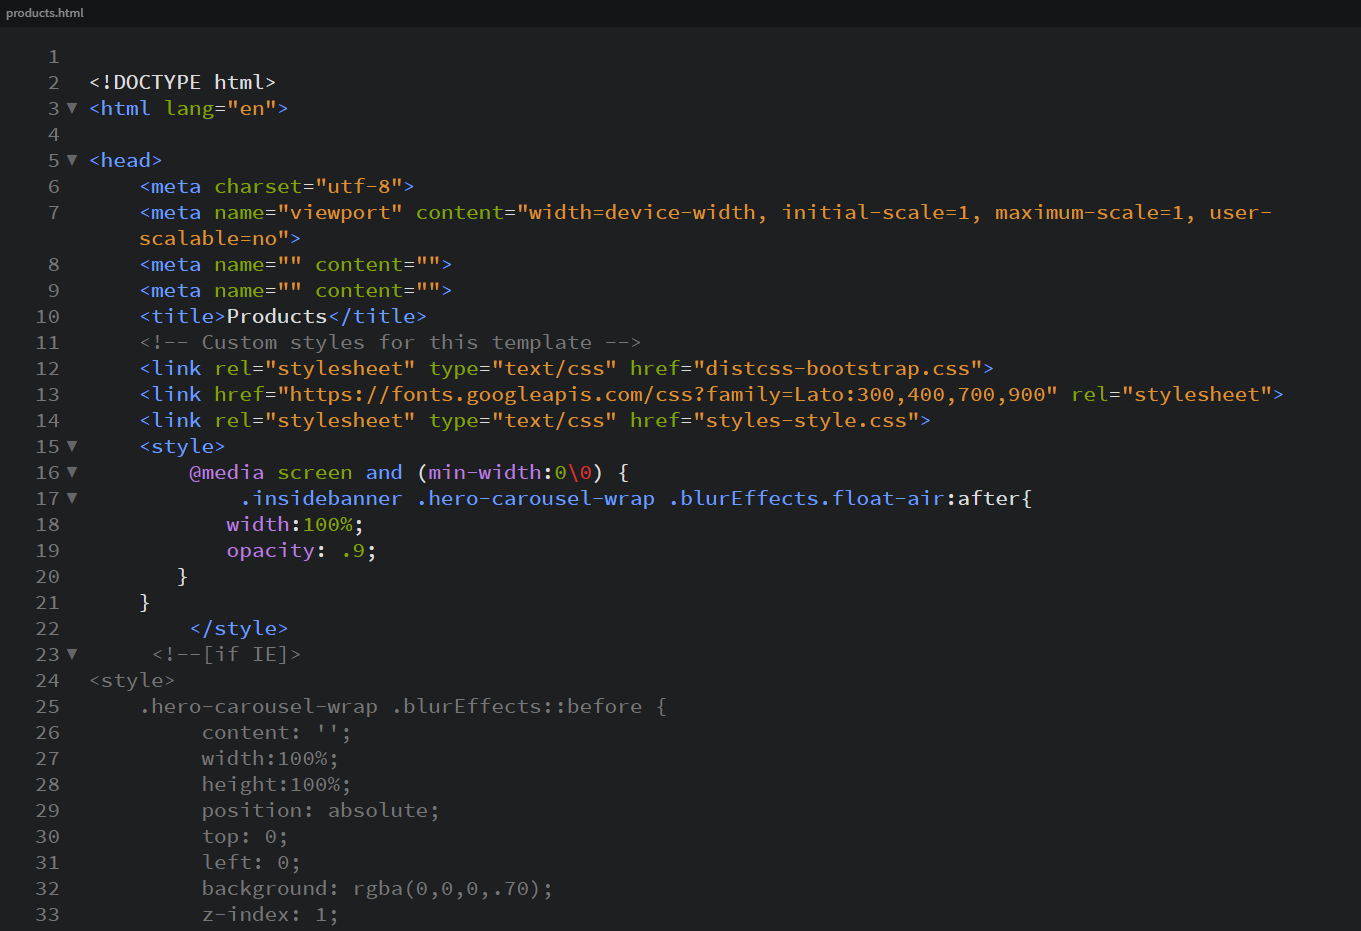 products.html
1
2 <!DOCTYPE html>
3 <html lang="en">
4
5 <head>
6 <meta charset="utf-8">
7 <meta name="viewport" content="width=device-width, initial-scale=1, maximum-scale=1, user-
scalable=no">
8 <meta name="" content="">
9 <meta name="" content="">
10 <title>Products</title>
11 <!-- Custom styles for this template -->
12 <link rel="stylesheet" type="text/css" href="distcss-bootstrap.css">
13 <link href="https://fonts.googleapis.com/css?family=Lato:300,400,700,900" rel="stylesheet">
14 <link rel="stylesheet" type="text/css" href="styles-style.css">
15 <style>
16 @media screen and (min-width:0\0) {
17 .insidebanner .hero-carousel-wrap .blurEffects.float-air:after{
18 width:100%;
19 opacity: .9;
20 }
21 }
22 </style>
23 <!--[if IE]>
24 <style>
25 .hero-carousel-wrap .blurEffects::before {
26 content: '';
27 width:100%;
28 height:100%;
29 position: absolute;
30 top: 0;
31 left: 0;
32 background: rgba(0,0,0,.70);
33 z-index: 1;